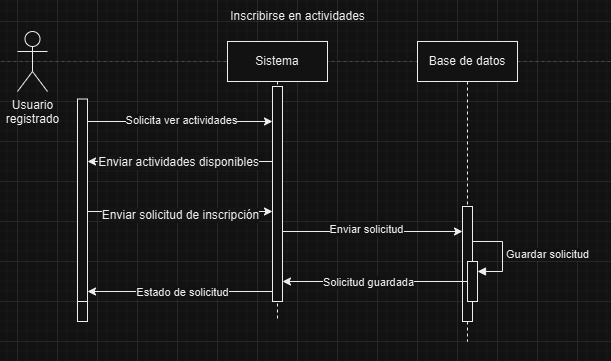 Inscribirse en actividades
Sistema
Base de datos
Usuario
registrado
Solicita ver actividades
Enviar actividades disponibles
Enviar solicitud de inscripción
Enviar solicitud
Guardar solicitud
Solicitud guardada
Estado de solicitud